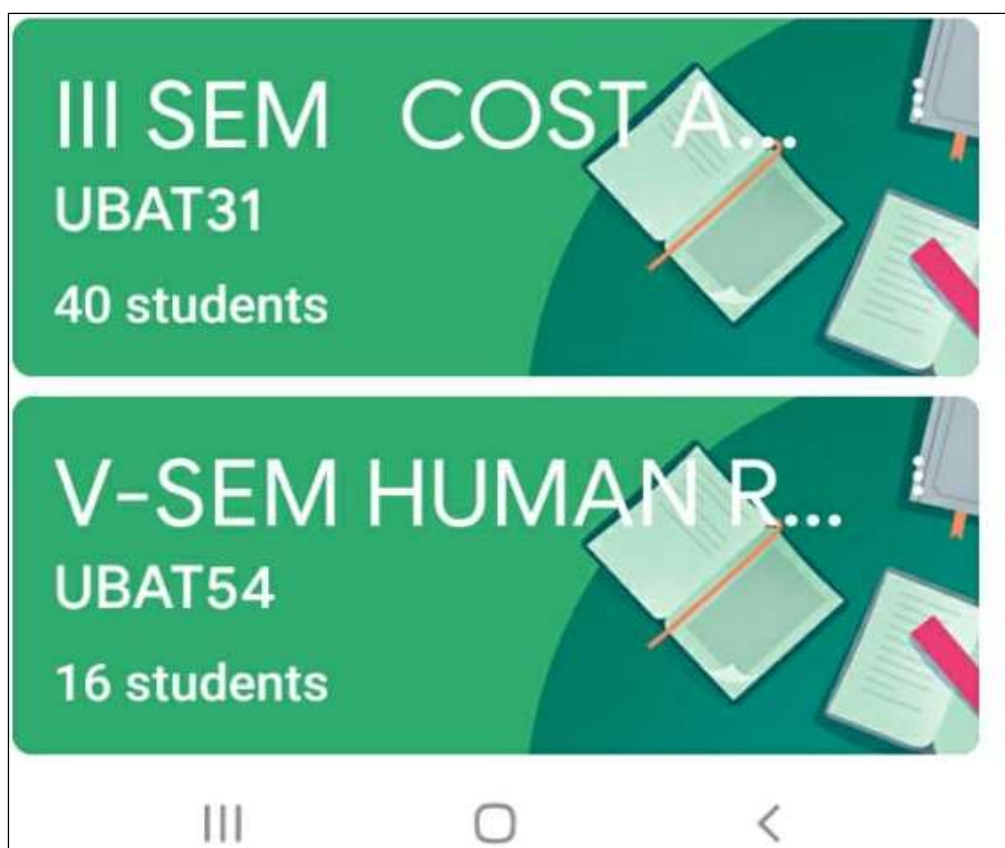 III SEM   COST A...
UBAT31
40 students
V-SEM HUMAN R...
UBAT54
16 students